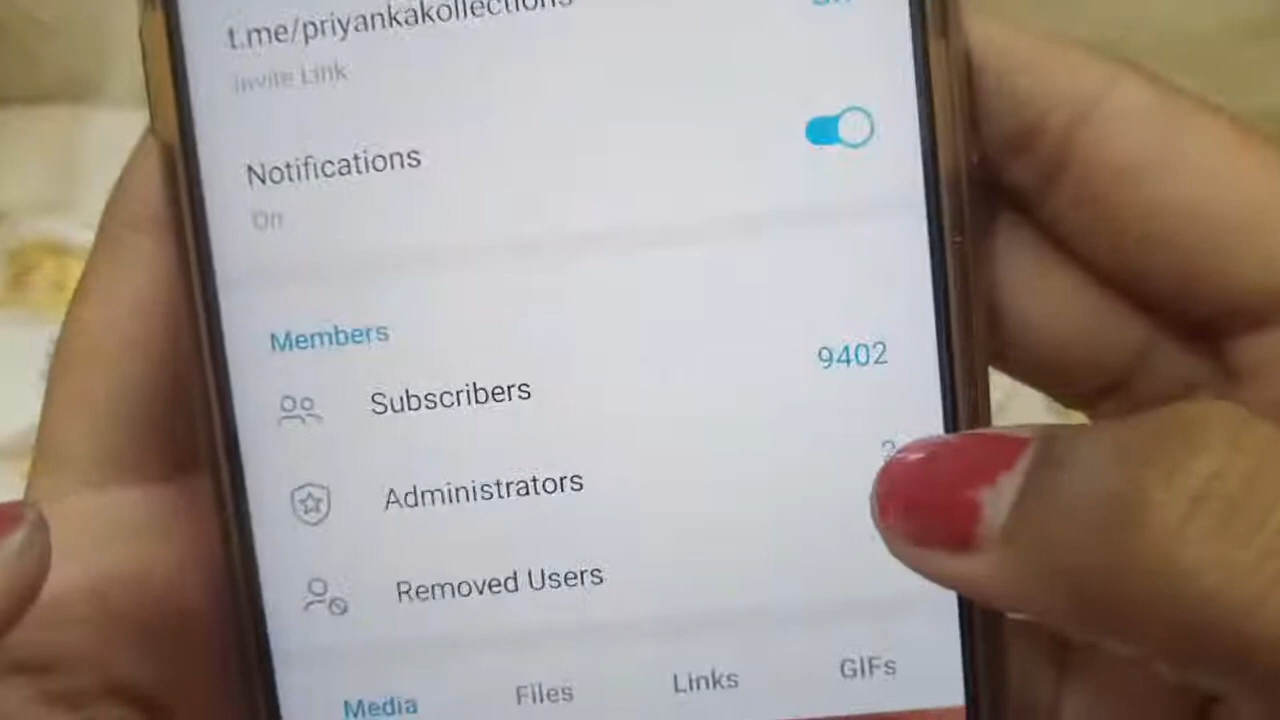 t.me/priyankakollections
Invite Link
Notifications
On
Members
Subscribers 9402
Administrators
Removed Users
Media Files Links GIFs